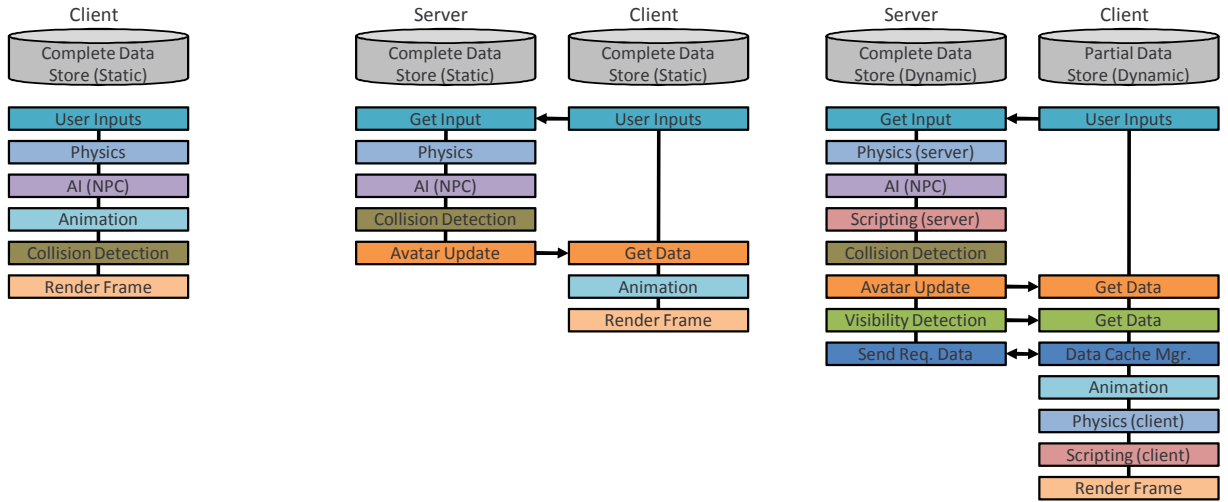 Client
Complete Data
Store (Static)
User Inputs
Physics
AI (NPC)
Animation
Collision Detection
Render Frame
Server
Complete Data
Store (Static)
Get Input
Physics
AI (NPC)
Collision Detection
Avatar Update
Client
Complete Data
Store (Static)
User Inputs
Get Data
Animation
Render Frame
Server
Complete Data
Store (Dynamic)
Get Input
Physics (server)
AI (NPC)
Scripting (server)
Collision Detection
Avatar Update
Visibility Detection
Send Req. Data
Client
Partial Data
Store (Dynamic)
User Inputs
Get Data
Get Data
Data Cache Mgr.
Animation
Physics (client)
Scripting (client)
Render Frame